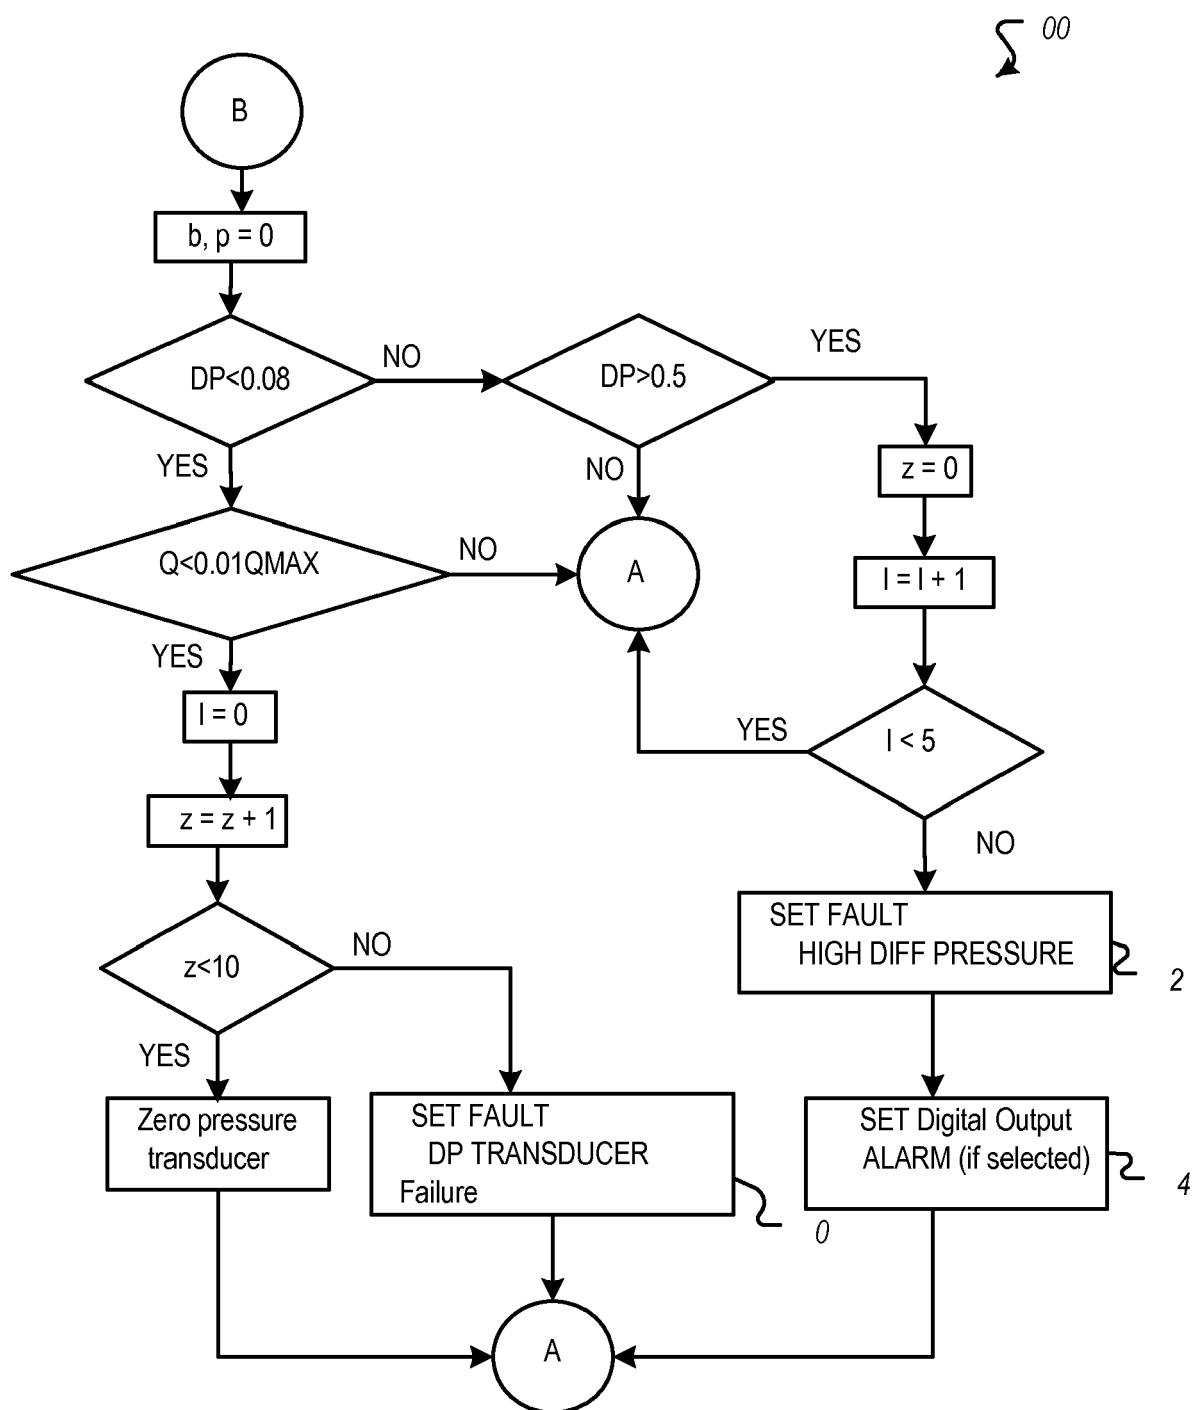 00
B
b, p = 0
DP<0.08
NO
DP>0.5
YES
YES
NO
z = 0
Q<0.01QMAX
NO
A
I = I + 1
YES
I = 0
YES
I < 5
z = z + 1
NO
z<10
NO
SET FAULT
HIGH DIFF PRESSURE
2
YES
Zero pressure
transducer
SET FAULT
DP TRANSDUCER
Failure
0
SET Digital Output
ALARM (if selected)
4
A